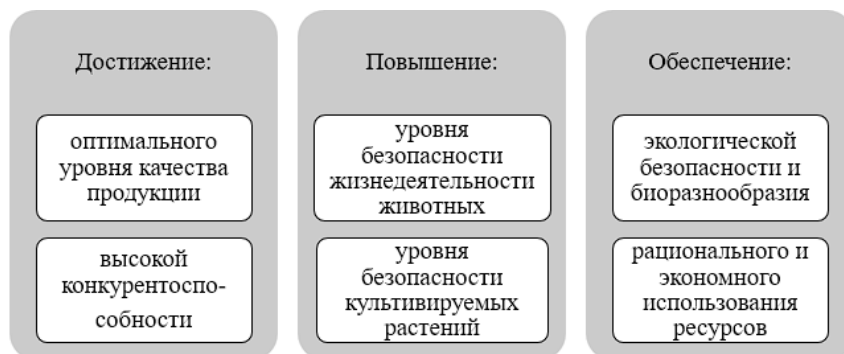 Достижение:
оптимального
уровня качества
продукции
высокой
конкурентоспо-
собности
Повышение:
уровня
безопасности
жизнедеятельности
животных
уровня
безопасности
культивируемых
растений
Обеспечение:
экологической
безопасности и
биоразнообразия
рационального и
экономного
использования
ресурсов